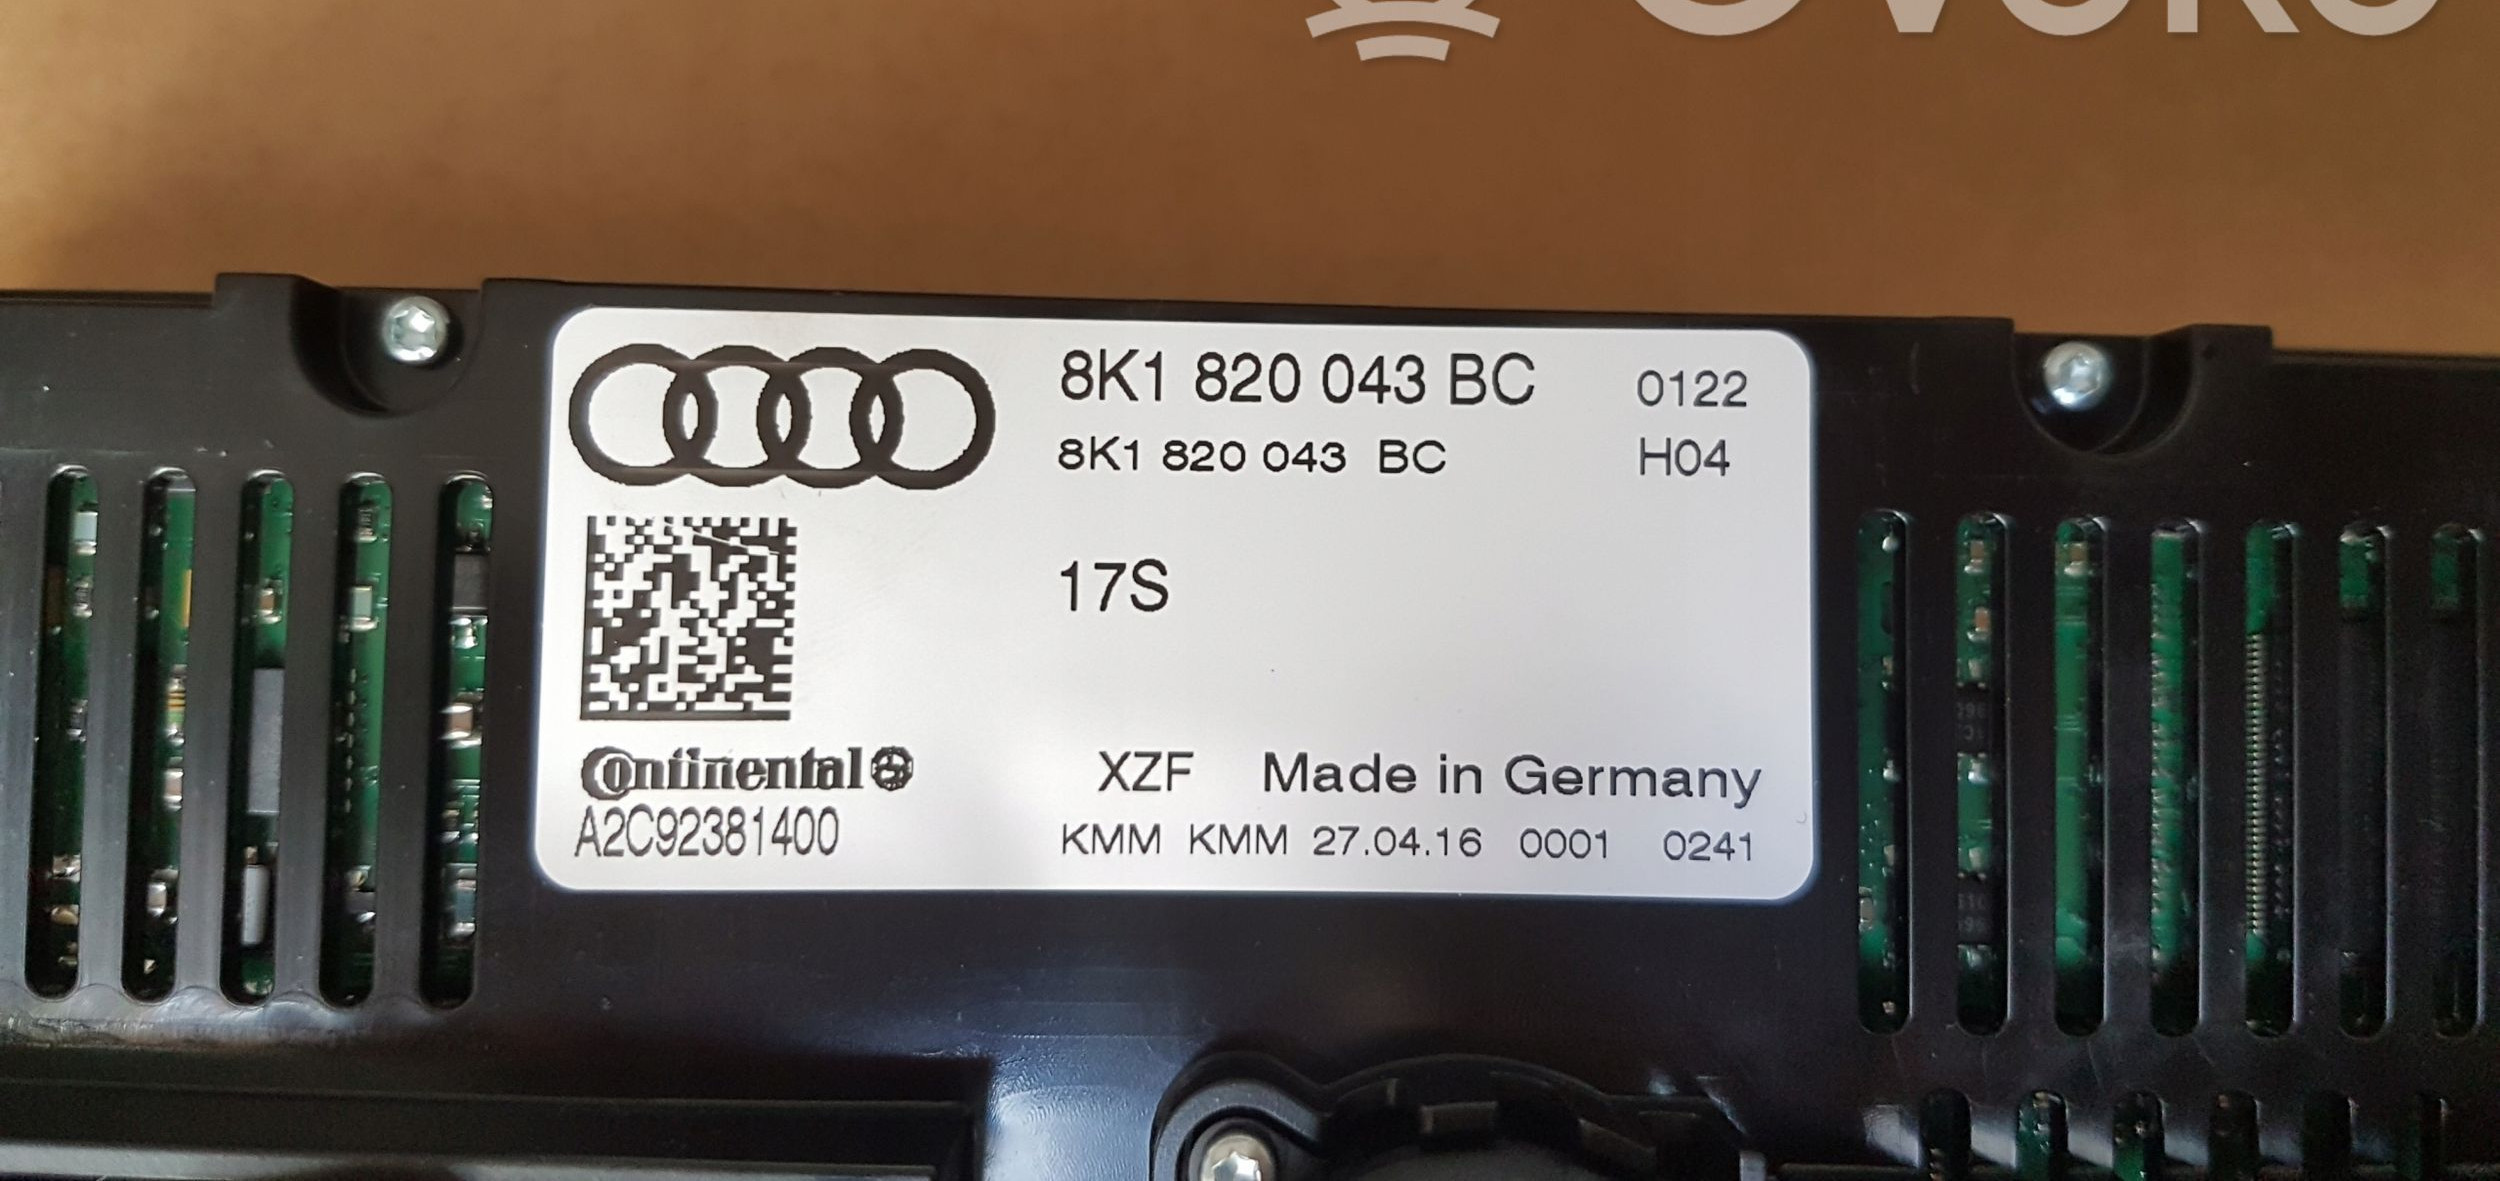 8K1 820 043 BC 0122
8K1 820 043 BC H04
17S
Continental
XZF Made in Germany
A2C92381400
KMM KMM 27.04.16 0001 0241